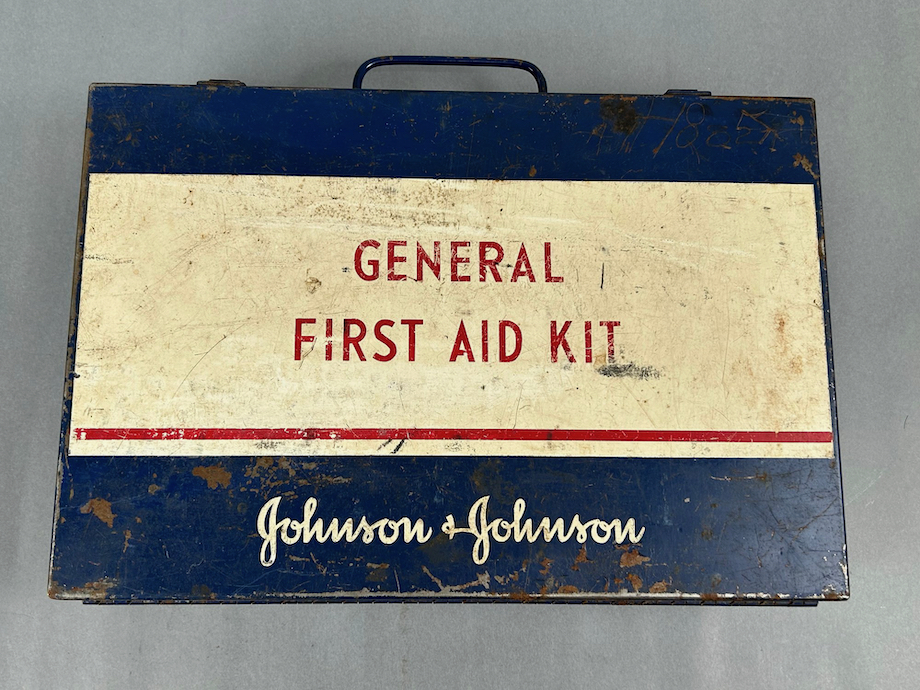 GENERAL
FIRST AID KIT
Johnson & Johnson